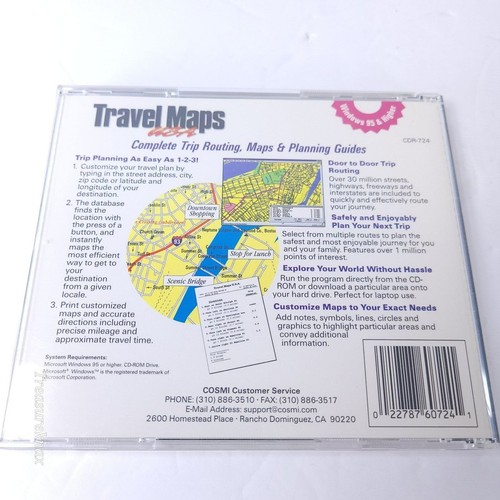 Travel Maps
USA
Windows 95 & Higher
CDR-724
Complete Trip Routing, Maps & Planning Guides
Trip Planning As Easy As 1-2-3!
1. Customize your travel plan by
typing in the street address, city,
zip code or latitude and
longitude of your
destination.
2. The database
finds the
location with
the press of a
button, and
instantly
maps the
most efficient
way to get to
your
destination
from a given
locale.
3. Print customized
maps and accurate
directions including
precise mileage and
approximate travel time.
Downtown
Shopping
93
Stop for Lunch
Scenic Bridge
Door to Door Trip
Routing
Over 30 million streets,
highways, freeways and
interstates are included to
quickly and effectively route
your journey.
Safely and Enjoyably
Plan Your Next Trip
Select from multiple routes to plan the
safest and most enjoyable journey for you
and your family. Features over 1 million
points of interest.
Explore Your World Without Hassle
Run the program directly from the CD-
ROM or download a particular area onto
your hard drive. Perfect for laptop use.
Customize Maps to Your Exact Needs
Add notes, symbols, lines, circles and
graphics to highlight particular areas and
convey additional
information.
System Requirements:
Microsoft Windows 95 or higher, CD-ROM Drive.
Microsoft® Windows™ is the registered trademark of
Microsoft Corporation.
COSMI Customer Service
PHONE: (310) 886-3510 · FAX: (310) 886-3517
E-Mail Address: support@cosmi.com
2600 Homestead Place · Rancho Dominguez, CA 90220
0 22787 60724 1